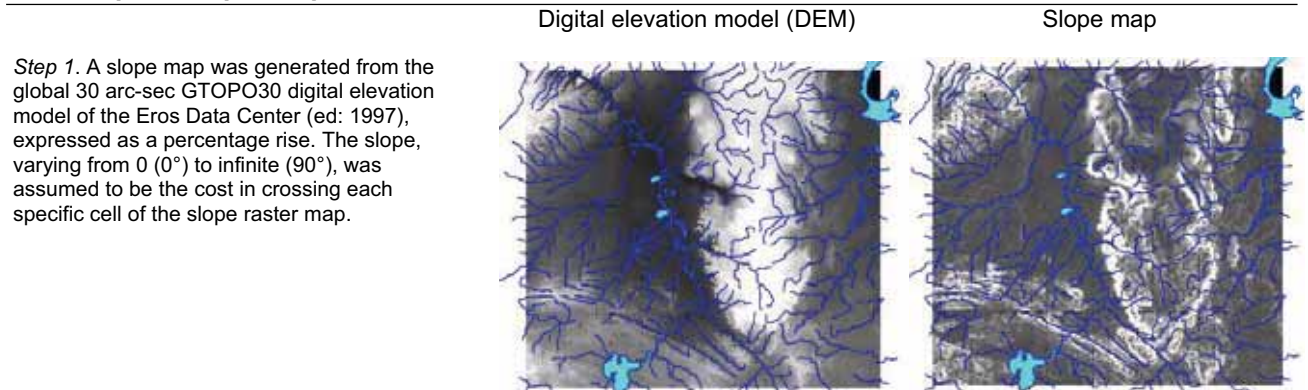 Digital elevation model (DEM) Slope map
Step 1. A slope map was generated from the
global 30 arc-sec GTOPO30 digital elevation
model of the Eros Data Center (ed: 1997),
expressed as a percentage rise. The slope,
varying from 0 (0°) to infinite (90°), was
assumed to be the cost in crossing each
specific cell of the slope raster map.